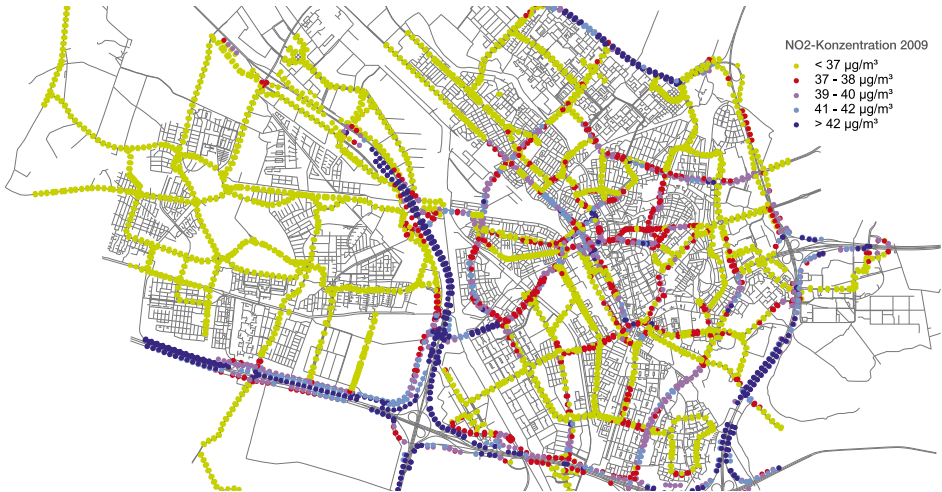 NO2-Konzentration 2009
< 37 µg/m³
37 - 38 µg/m³
39 - 40 µg/m³
41 - 42 µg/m³
> 42 µg/m³